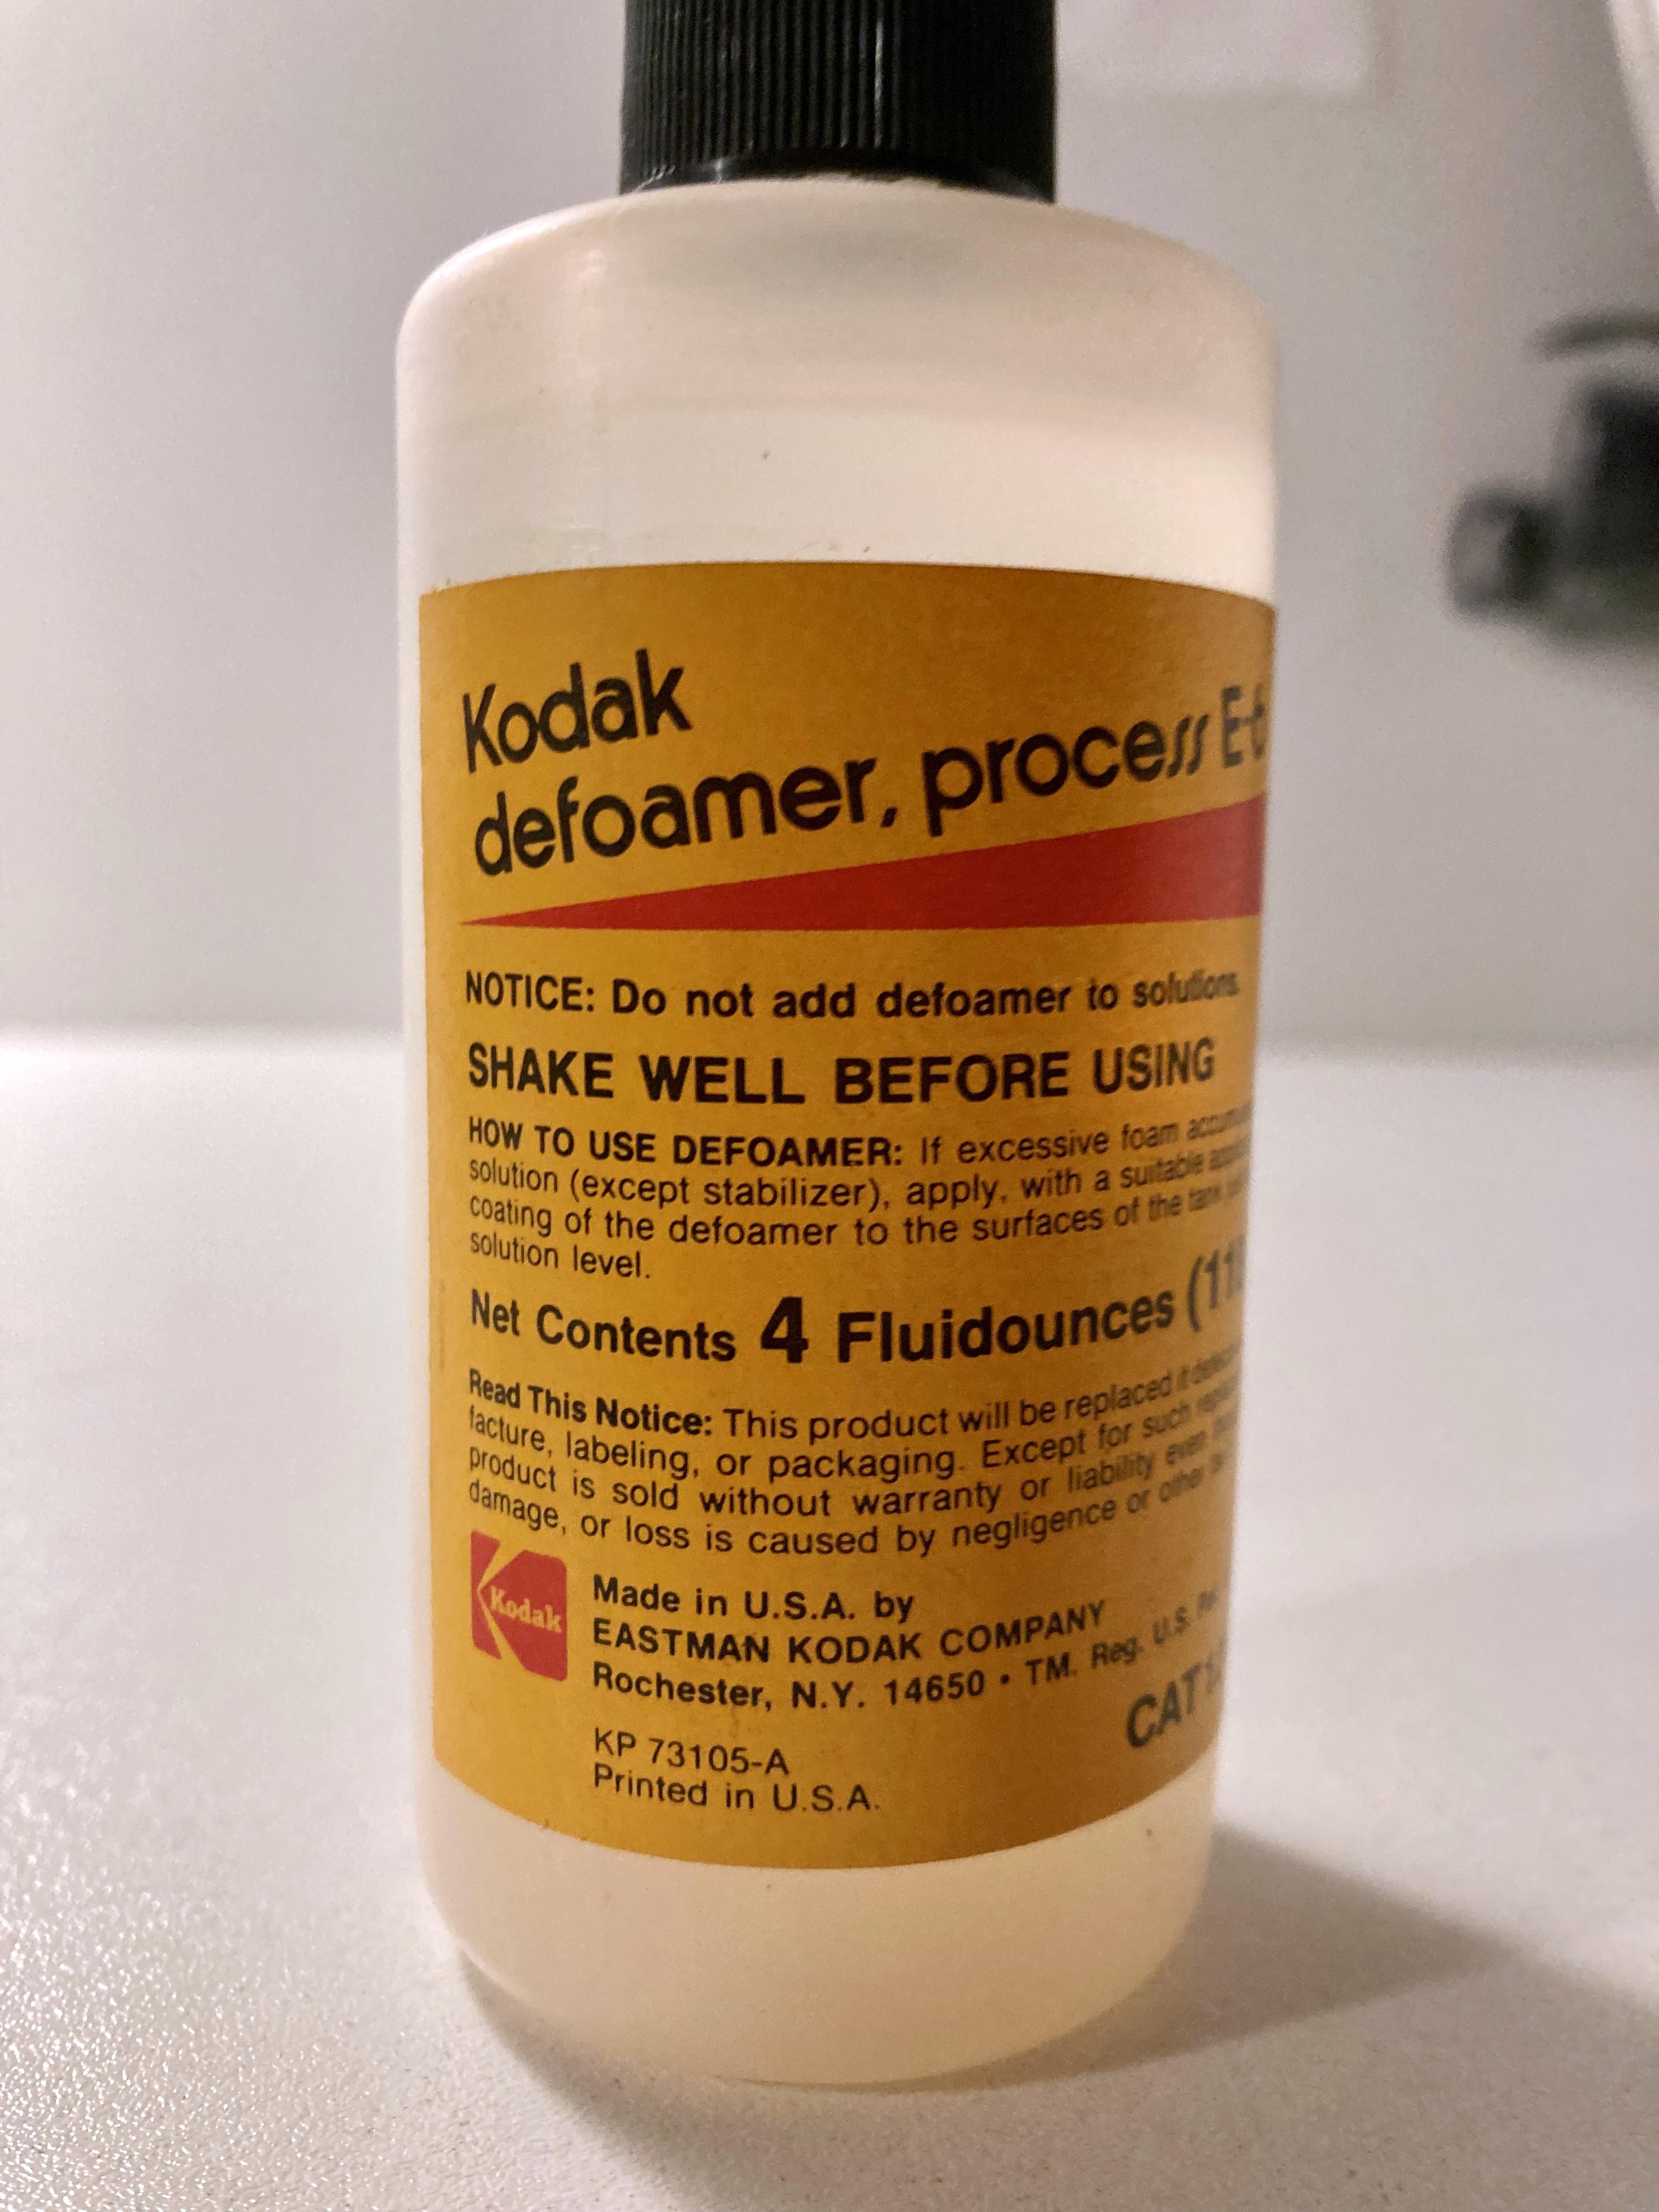 Kodak
defoamer, process E-6
NOTICE: Do not add defoamer to solutions.
SHAKE WELL BEFORE USING
HOW TO USE DEFOAMER: If excessive foam
solution (except stabilizer), apply, with a suitable
coating of the defoamer to the surfaces of the tank
solution level.
Net Contents 4 Fluidounces
Read This Notice: This product will be replaced if
facture, labeling, or packaging. Except for such
product is sold without warranty or liability even
damage, or loss is caused by negligence or other
Kodak
Made in U.S.A. by
EASTMAN KODAK COMPANY
Rochester, N.Y. 14650 • TM. Reg. U.S.
KP 73105-A
Printed in U.S.A.
CAT